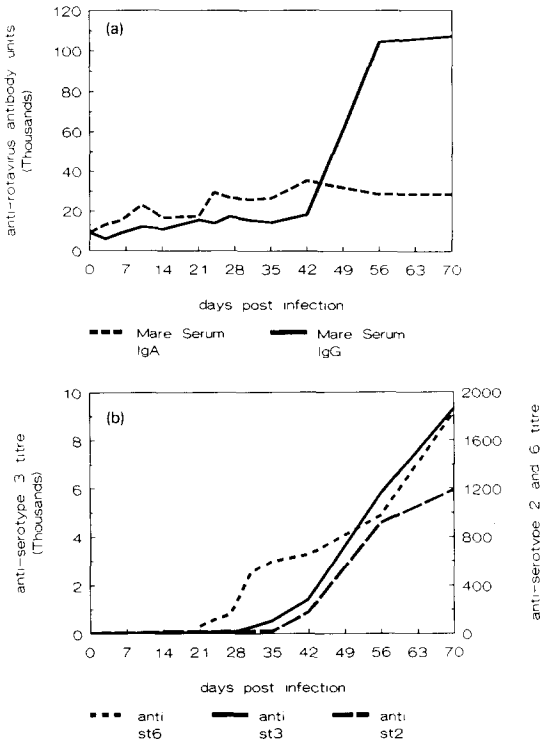 (a)
anti-rotavirus antibody units
(Thousands)
120
100
80
60
40
20
0
0 7 14 21 28 35 42 49 56 63 70
days post infection
Mare Serum IgA
Mare Serum IgG
(b)
anti-serotype 3 titre
(Thousands)
10
8
6
4
2
0
2000
1600
1200
800
400
0
anti-serotype 2 and 6 titre
0 7 14 21 28 35 42 49 56 63 70
days post infection
anti st6
anti st3
anti st2